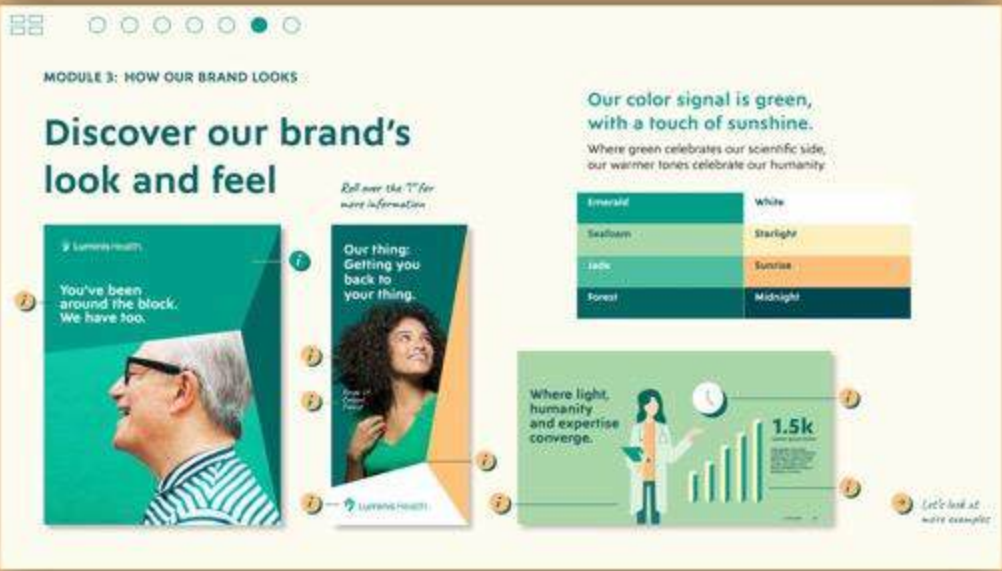 MODULE 3: HOW OUR BRAND LOOKS
Discover our brand's
look and feel
Roll over the "i" for
more information
Luminis Health
You've been
around the block.
We have too.
Our thing:
Getting you
back to
your thing.
Luminis Health
Our color signal is green,
with a touch of sunshine.
Where green celebrates our scientific side,
our warmer tones celebrate our humanity
Emerald White
Seafoam Starlight
Jade Sunrise
Forest Midnight
Where light,
humanity
and expertise
converge.
1.5k
Let's look at
more examples